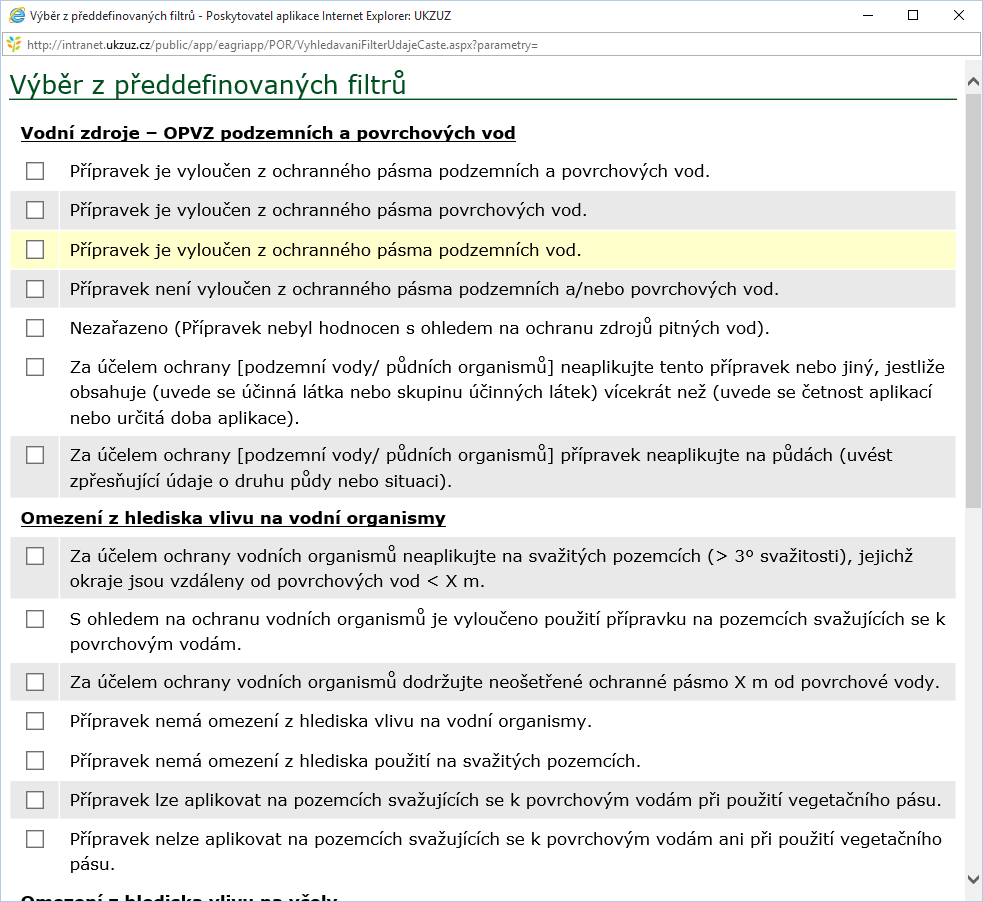 Výběr z předdefinovaných filtrů - Poskytovatel aplikace Internet Explorer: UKZUZ
http://intranet.ukzuz.cz/public/app/eagriapp/POR/VyhledavaniFilterUdajeCaste.aspx?parametry=
Výběr z předdefinovaných filtrů
Vodní zdroje – OPVZ podzemních a povrchových vod
Přípravek je vyloučen z ochranného pásma podzemních a povrchových vod.
Přípravek je vyloučen z ochranného pásma povrchových vod.
Přípravek je vyloučen z ochranného pásma podzemních vod.
Přípravek není vyloučen z ochranného pásma podzemních a/nebo povrchových vod.
Nezařazeno (Přípravek nebyl hodnocen s ohledem na ochranu zdrojů pitných vod).
Za účelem ochrany [podzemní vody/ půdních organismů] neaplikujte tento přípravek nebo jiný, jestliže
obsahuje (uvede se účinná látka nebo skupinu účinných látek) vícekrát než (uvede se četnost aplikací
nebo určitá doba aplikace).
Za účelem ochrany [podzemní vody/ půdních organismů] přípravek neaplikujte na půdách (uvést
zpřesňující údaje o druhu půdy nebo situaci).
Omezení z hlediska vlivu na vodní organismy
Za účelem ochrany vodních organismů neaplikujte na svažitých pozemcích (> 3º svažitosti), jejichž
okraje jsou vzdáleny od povrchových vod < X m.
S ohledem na ochranu vodních organismů je vyloučeno použití přípravku na pozemcích svažujících se k
povrchovým vodám.
Za účelem ochrany vodních organismů dodržujte neošetřené ochranné pásmo X m od povrchové vody.
Přípravek nemá omezení z hlediska vlivu na vodní organismy.
Přípravek nemá omezení z hlediska použití na svažitých pozemcích.
Přípravek lze aplikovat na pozemcích svažujících se k povrchovým vodám při použití vegetačního pásu.
Přípravek nelze aplikovat na pozemcích svažujících se k povrchovým vodám ani při použití vegetačního
pásu.
Omezení z hlediska vlivu na včely